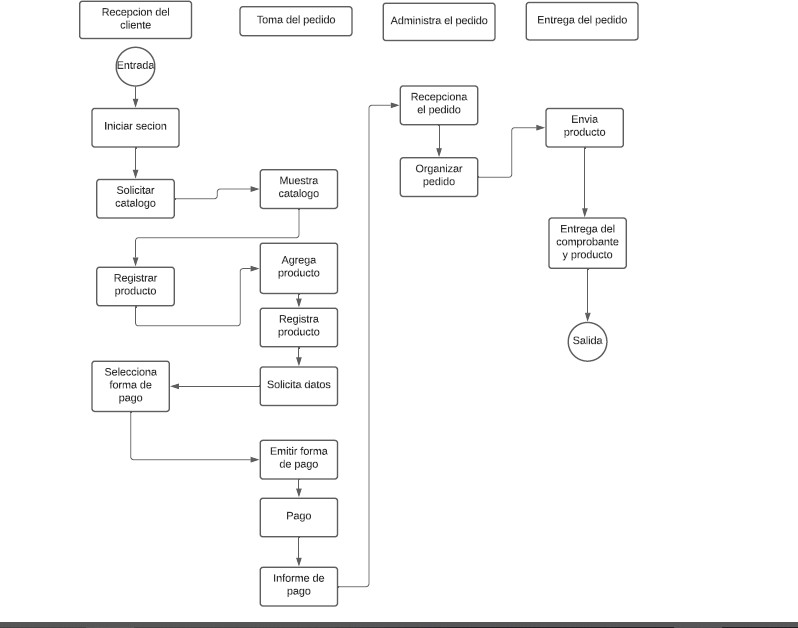 Recepcion del
cliente
Toma del pedido
Administra el pedido
Entrega del pedido
Entrada
Iniciar secion
Solicitar
catalogo
Muestra
catalogo
Registrar
producto
Agrega
producto
Registra
producto
Solicita datos
Selecciona
forma de
pago
Emitir forma
de pago
Pago
Informe de
pago
Recepciona
el pedido
Organizar
pedido
Envia
producto
Entrega del
comprobante
y producto
Salida